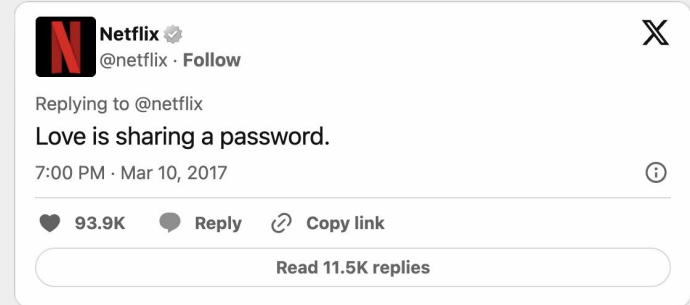 Netflix
@netflix · Follow
Replying to @netflix
Love is sharing a password.
7:00 PM · Mar 10, 2017
93.9K Reply Copy link
Read 11.5K replies